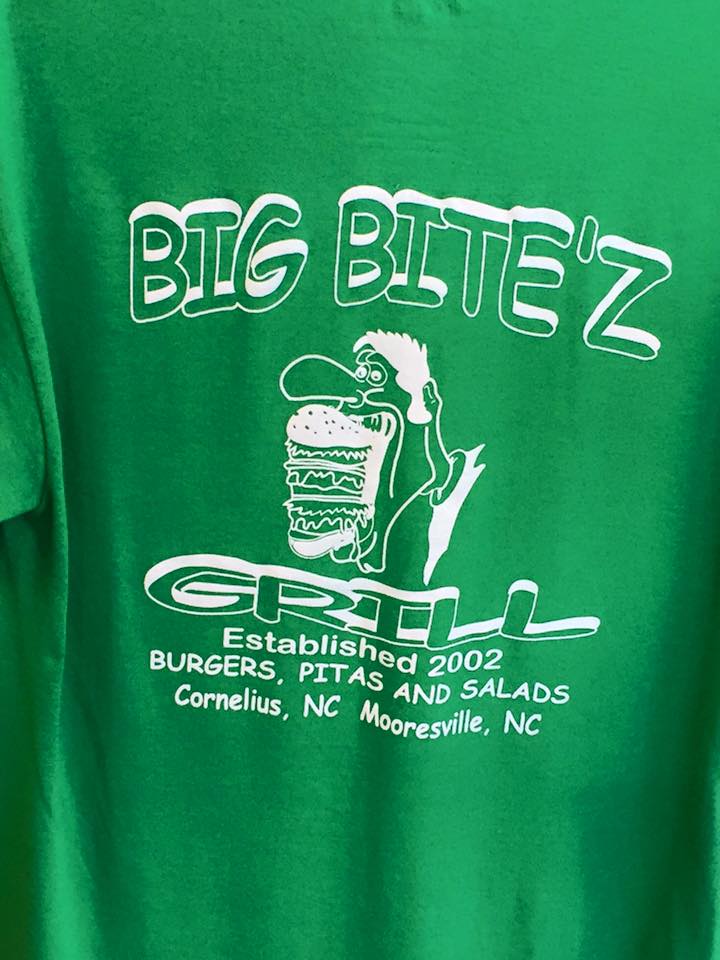 BIG BITE'Z
GRILL
Established 2002
BURGERS, PITAS AND SALADS
Cornelius, NC Mooresville, NC